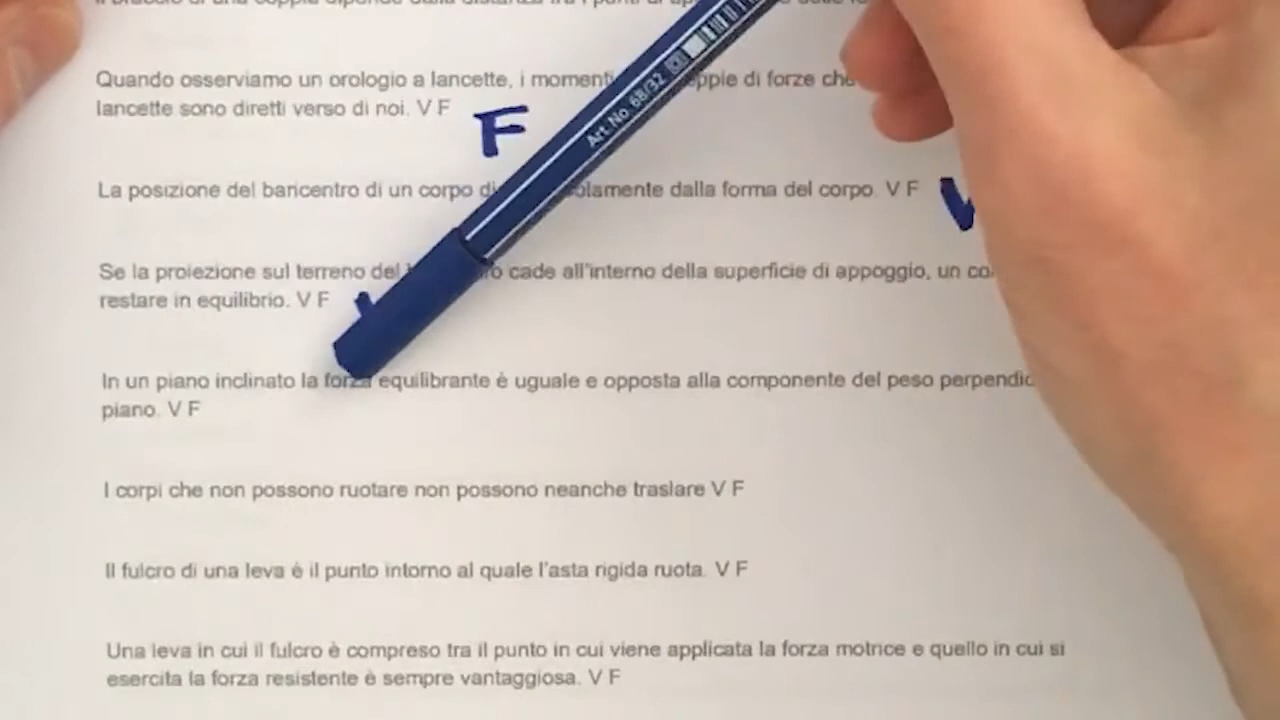 Quando osserviamo un orologio a lancette, i momenti di forze che
lancette sono diretti verso di noi. V F
F
Art. No. 68/32
La posizione del baricentro di un corpo dalla forma del corpo. V F
V
Se la proiezione sul terreno del cade all'interno della superficie di appoggio, un
restare in equilibrio. V F
In un piano inclinato la forza equilibrante è uguale e opposta alla componente del peso
piano. V F
I corpi che non possono ruotare non possono neanche traslare V F
Il fulcro di una leva è il punto intorno al quale l'asta rigida ruota. V F
Una leva in cui il fulcro è compreso tra il punto in cui viene applicata la forza motrice e quello in cui si
esercita la forza resistente è sempre vantaggiosa. V F